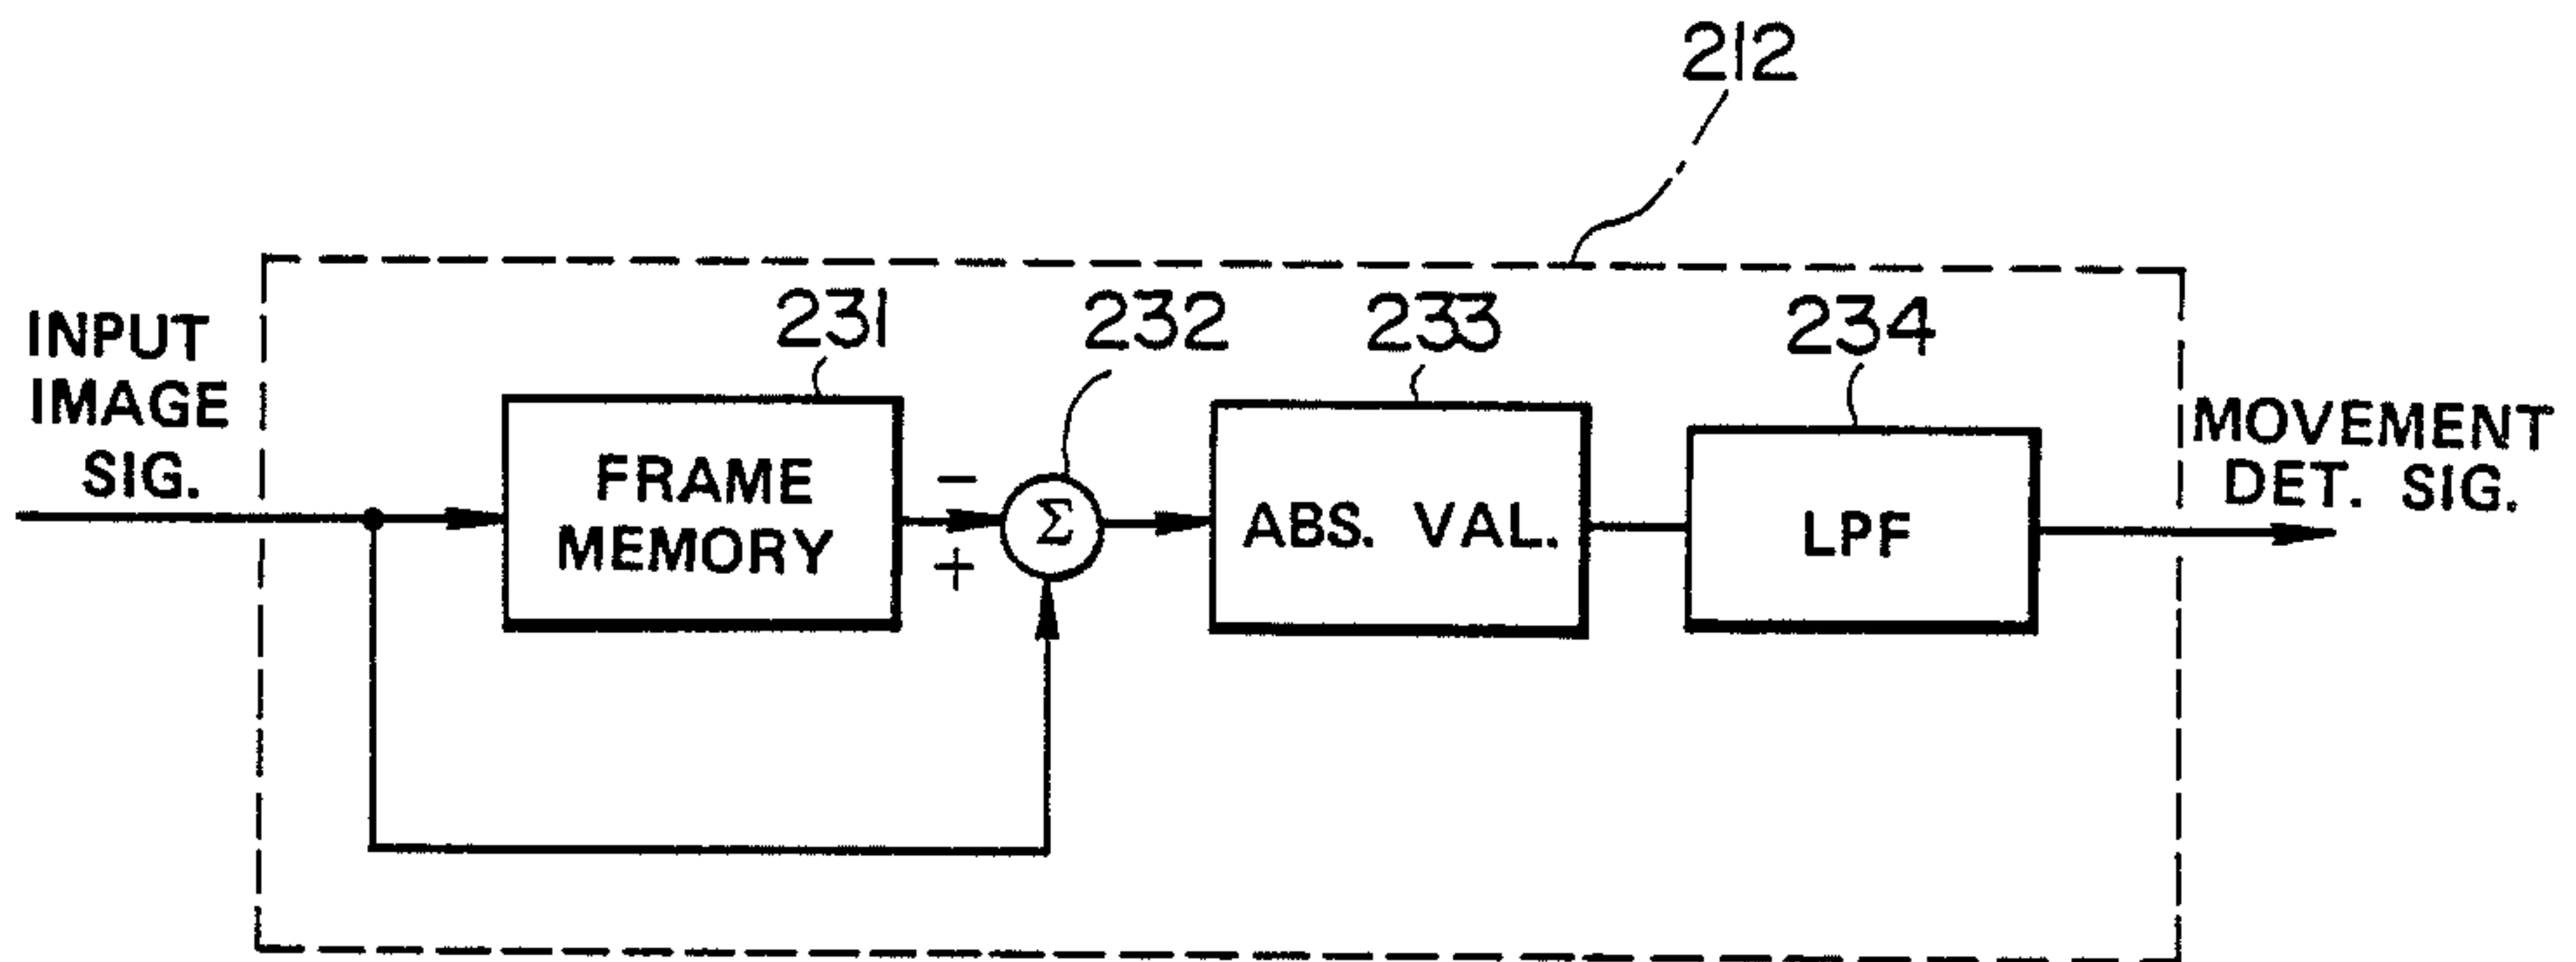 212
INPUT
IMAGE
SIG.
231
232
233
234
FRAME
MEMORY
−
+
Σ
ABS. VAL.
LPF
MOVEMENT
DET. SIG.